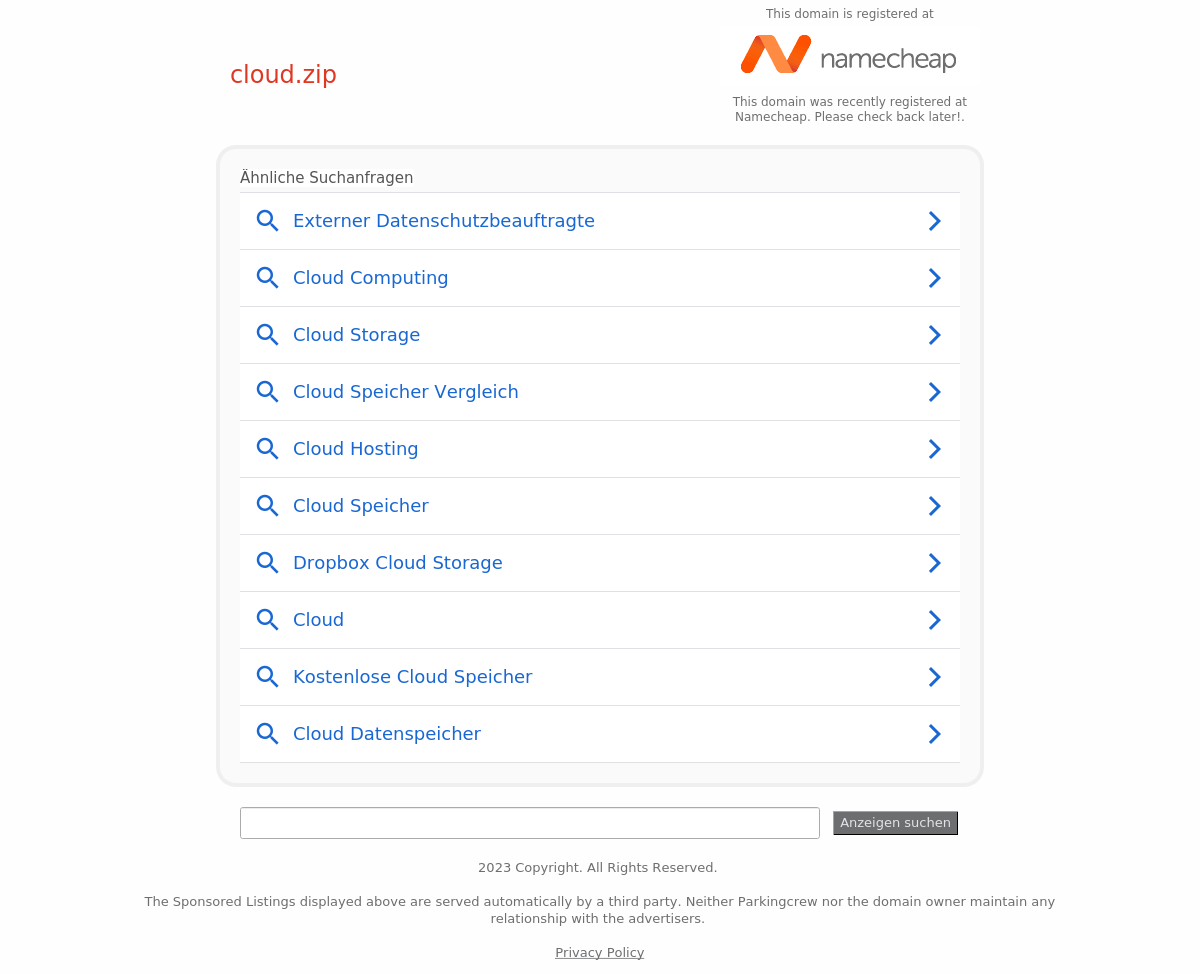 This domain is registered at
cloud.zip
namecheap
This domain was recently registered at
Namecheap. Please check back later!.
Ähnliche Suchanfragen
Externer Datenschutzbeauftragte
Cloud Computing
Cloud Storage
Cloud Speicher Vergleich
Cloud Hosting
Cloud Speicher
Dropbox Cloud Storage
Cloud
Kostenlose Cloud Speicher
Cloud Datenspeicher
Anzeigen suchen
2023 Copyright. All Rights Reserved.
The Sponsored Listings displayed above are served automatically by a third party. Neither Parkingcrew nor the domain owner maintain any
relationship with the advertisers.
Privacy Policy